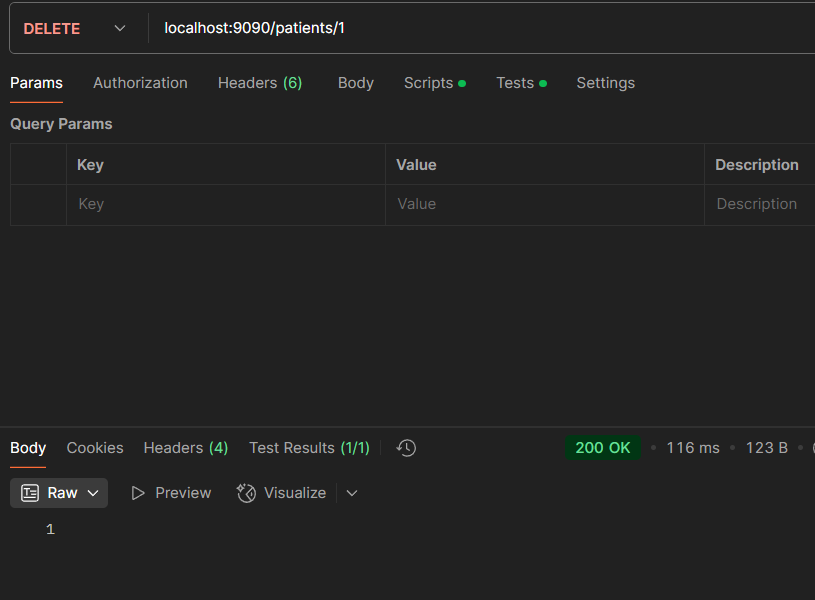 DELETE localhost:9090/patients/1
Params Authorization Headers (6) Body Scripts Tests Settings
Query Params
Key Value Description
Key Value Description
Body Cookies Headers (4) Test Results (1/1) 200 OK 116 ms 123 B
Raw Preview Visualize
1